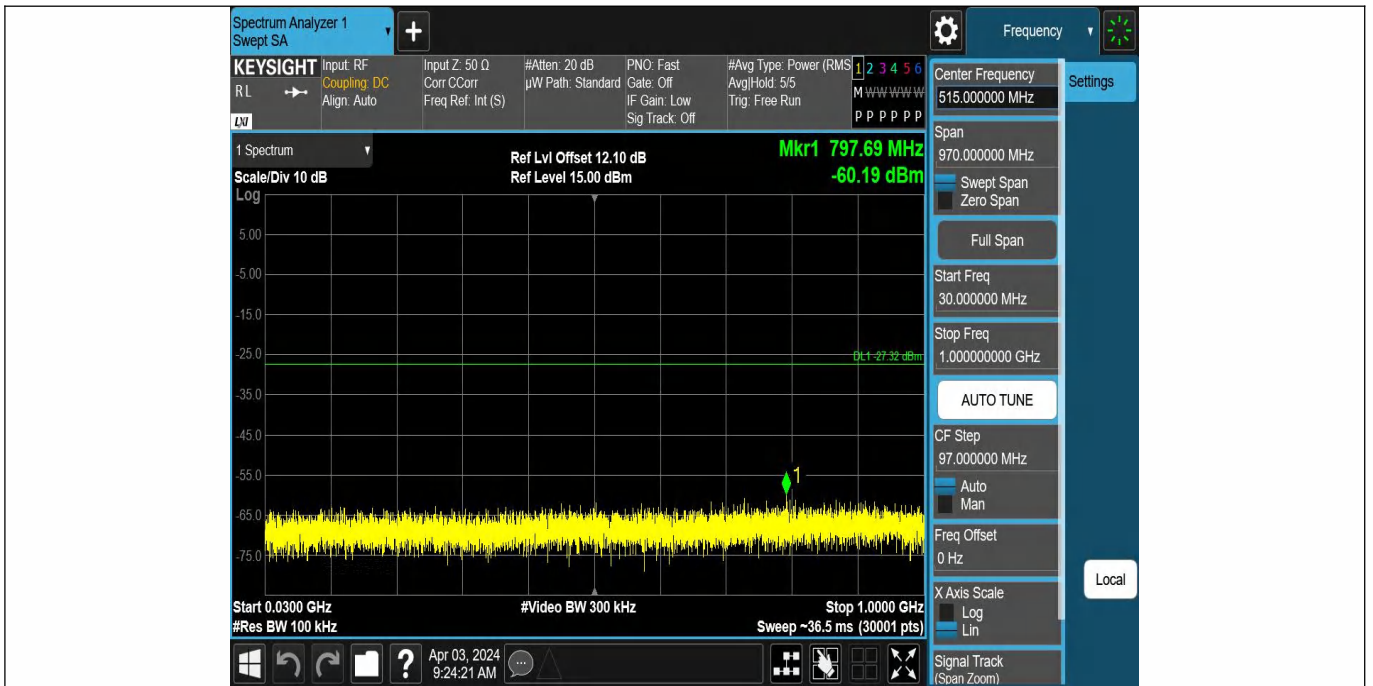 Spectrum Analyzer 1
Swept SA
Frequency
KEYSIGHT
RL
LXI
Input: RF
Coupling: DC
Align: Auto
Input Z: 50 Ω
Corr CCorr
Freq Ref: Int (S)
#Atten: 20 dB
µW Path: Standard
PNO: Fast
Gate: Off
IF Gain: Low
Sig Track: Off
#Avg Type: Power (RMS
Avg|Hold: 5/5
Trig: Free Run
1 2 3 4 5 6
M W W W W W
P P P P P P
1 Spectrum
Scale/Div 10 dB
Ref Lvl Offset 12.10 dB
Ref Level 15.00 dBm
Mkr1 797.69 MHz
-60.19 dBm
Log
5.00
-5.00
-15.0
-25.0
DL1 -27.32 dBm
-35.0
-45.0
-55.0
1
-65.0
-75.0
Start 0.0300 GHz
#Video BW 300 kHz
Stop 1.0000 GHz
#Res BW 100 kHz
Sweep ~36.5 ms (30001 pts)
Apr 03, 2024
9:24:21 AM
Center Frequency
515.000000 MHz
Settings
Span
970.000000 MHz
Swept Span
Zero Span
Full Span
Start Freq
30.000000 MHz
Stop Freq
1.000000000 GHz
AUTO TUNE
CF Step
97.000000 MHz
Auto
Man
Freq Offset
0 Hz
X Axis Scale
Log
Lin
Local
Signal Track
(Span Zoom)